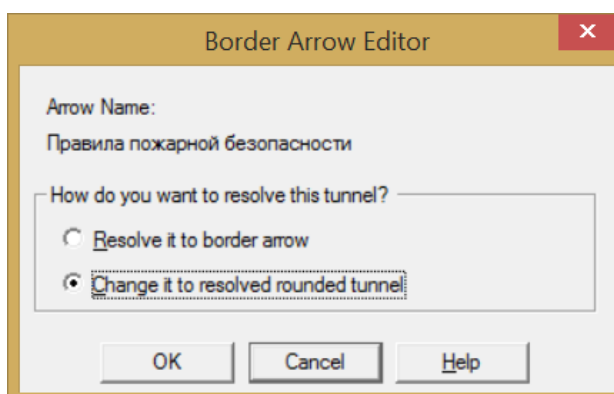 Border Arrow Editor
Arrow Name:
Правила пожарной безопасности
How do you want to resolve this tunnel?
Resolve it to border arrow
Change it to resolved rounded tunnel
OK Cancel Help